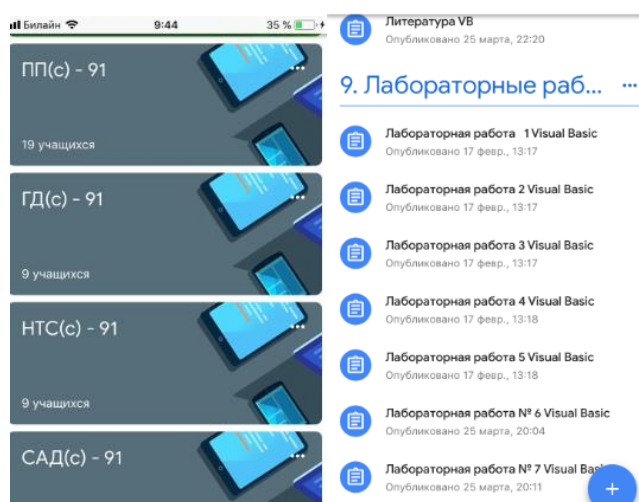 Билайн 9:44 35 %
ПП(с) - 91
19 учащихся
ГД(с) - 91
9 учащихся
НТС(с) - 91
9 учащихся
САД(с) - 91
Литература VB
Опубликовано 25 марта, 22:20
9. Лабораторные раб...
Лабораторная работа 1 Visual Basic
Опубликовано 17 февр., 13:17
Лабораторная работа 2 Visual Basic
Опубликовано 17 февр., 13:17
Лабораторная работа 3 Visual Basic
Опубликовано 17 февр., 13:17
Лабораторная работа 4 Visual Basic
Опубликовано 17 февр., 13:18
Лабораторная работа 5 Visual Basic
Опубликовано 17 февр., 13:18
Лабораторная работа № 6 Visual Basic
Опубликовано 25 марта, 20:04
Лабораторная работа № 7 Visual Basic
Опубликовано 25 марта, 20:11